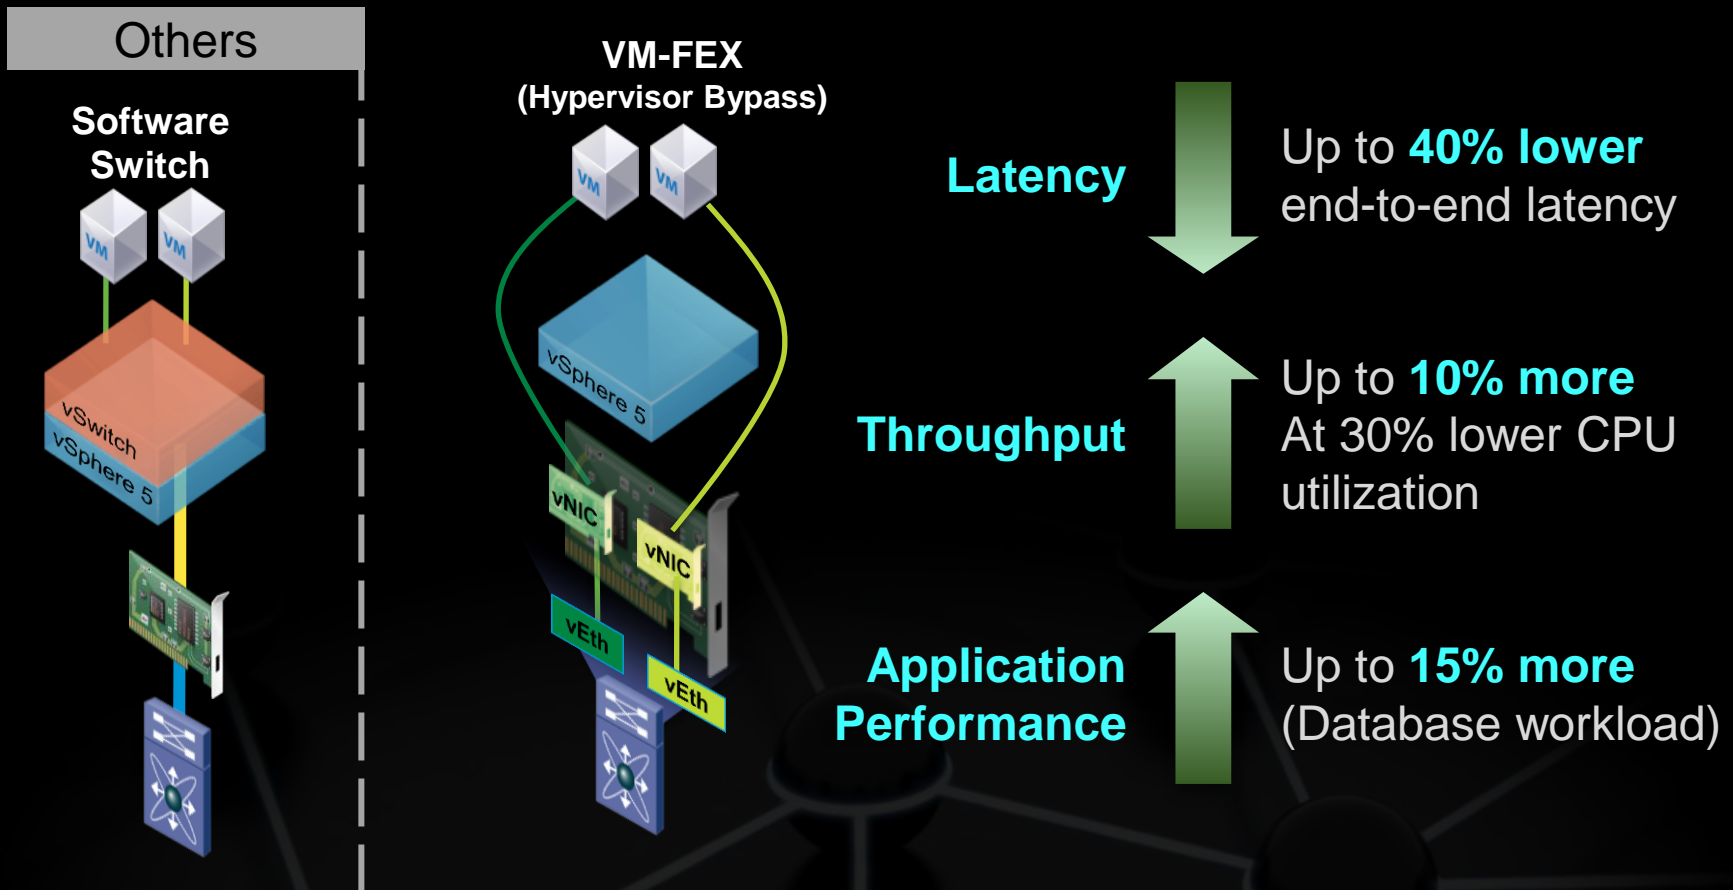 Others
Software
Switch
VM
VM
vSwitch
vSphere 5
VM-FEX
(Hypervisor Bypass)
VM
VM
vSphere 5
vNIC
vNIC
vEth
vEth
Latency
Up to 40% lower
end-to-end latency
Throughput
Up to 10% more
At 30% lower CPU
utilization
Application
Performance
Up to 15% more
(Database workload)